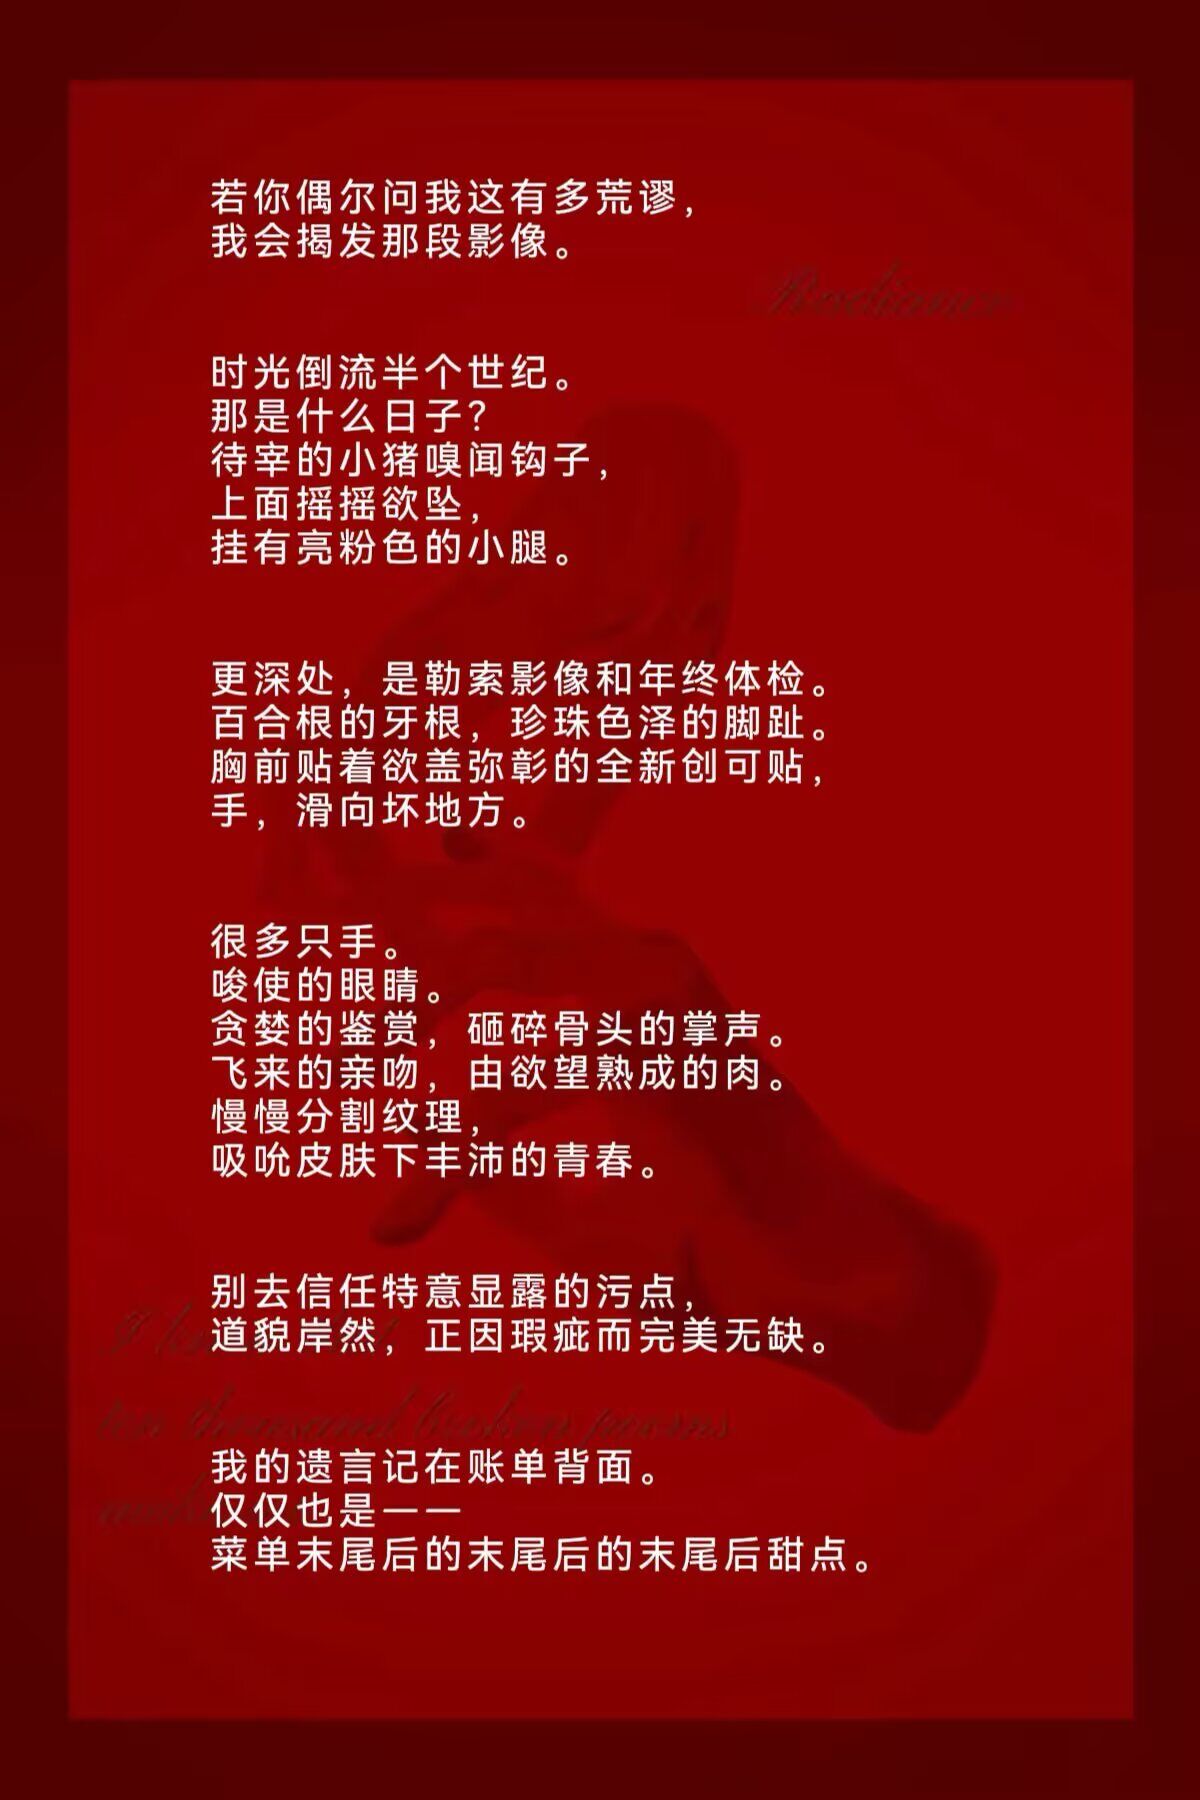 若你偶尔问我这有多荒谬，
我会揭发那段影像。
Radiance
时光倒流半个世纪。
那是什么日子？
待宰的小猪嗅闻钩子，
上面摇摇欲坠，
挂有亮粉色的小腿。
更深处，是勒索影像和年终体检。
百合根的牙根，珍珠色泽的脚趾。
胸前贴着欲盖弥彰的全新创可贴，
手，滑向坏地方。
很多只手。
唆使的眼睛。
贪婪的鉴赏，砸碎骨头的掌声。
飞来的亲吻，由欲望熟成的肉。
慢慢分割纹理，
吸吮皮肤下丰沛的青春。
别去信任特意显露的污点，
道貌岸然，正因瑕疵而完美无缺。
ten thousand broken poems
我的遗言记在账单背面。
仅仅也是——
菜单末尾后的末尾后的末尾后甜点。